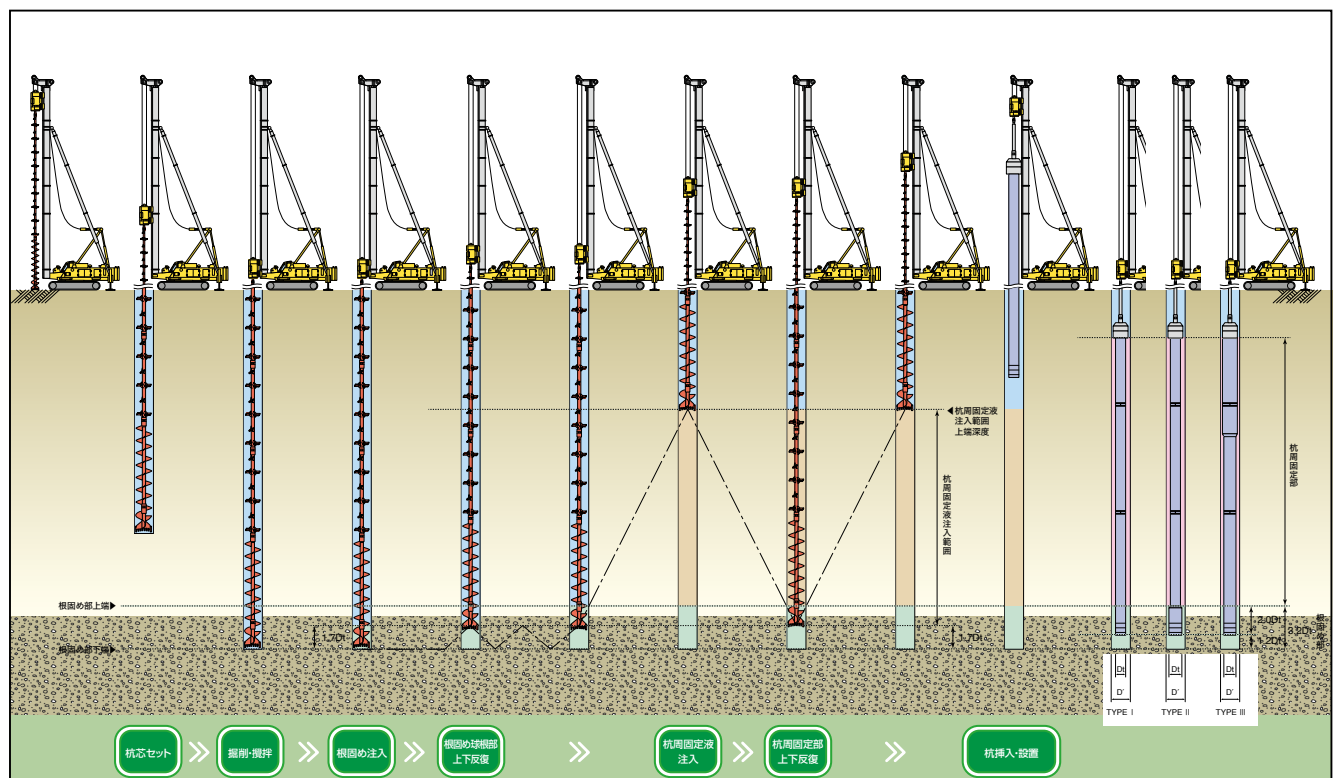 杭周固定液
注入範囲
上端深度
杭周固定液注入範囲
杭周固定部
根固め部上端
根固め部下端
1.7Dt
1.7Dt
2.0Dt
1.2Dt
3.2Dt
根固め部
Dt
Dt
Dt
D'
D'
D'
TYPE Ⅰ
TYPE Ⅱ
TYPE Ⅲ
杭芯セット
掘削・攪拌
根固め注入
根固め球根部
上下反復
杭周固定液
注入
杭周固定部
上下反復
杭挿入・設置